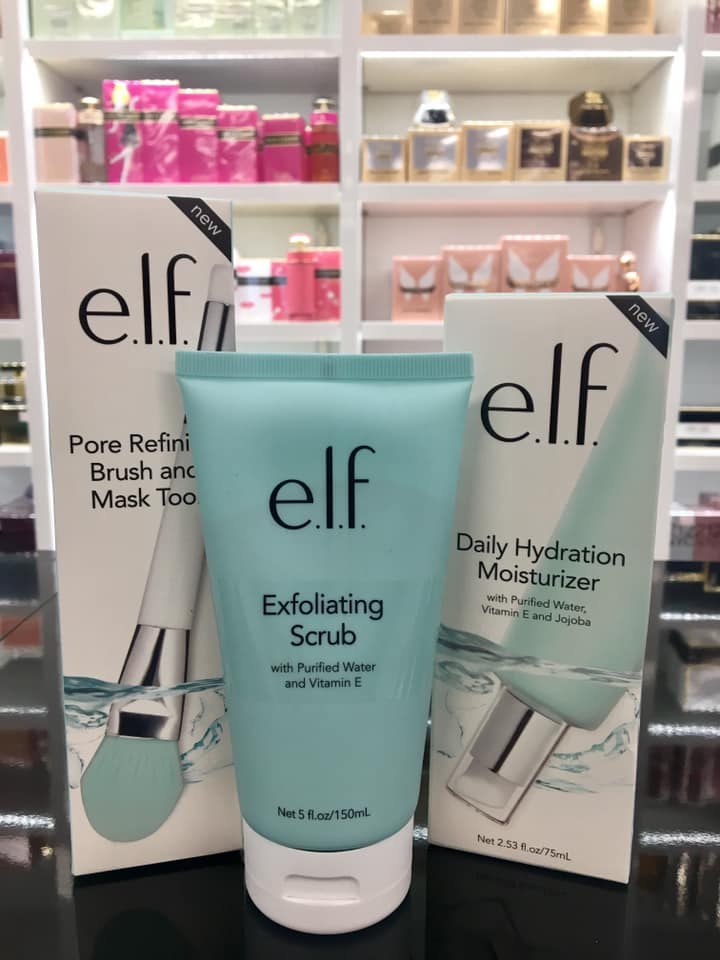 new
e.l.f.
Pore Refini
Brush and
Mask Too
e.l.f.
Exfoliating
Scrub
with Purified Water
and Vitamin E
Net 5 fl.oz/150mL
new
e.l.f.
Daily Hydration
Moisturizer
with Purified Water,
Vitamin E and Jojoba
Net 2.53 fl.oz/75mL